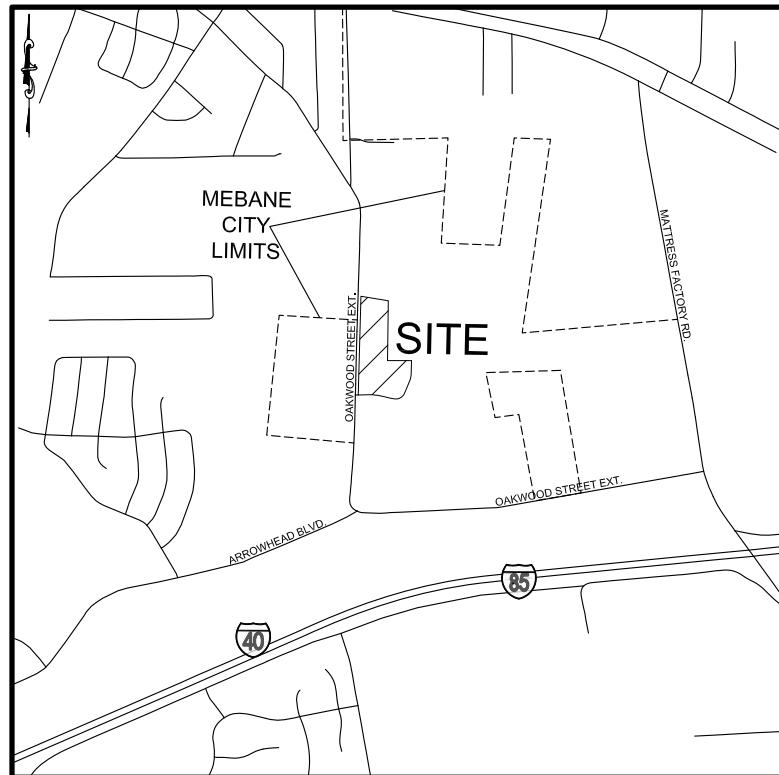 MEBANE
CITY
LIMITS
MATTRESS FACTORY RD.
OAKWOOD STREET EXT.
SITE
OAKWOOD STREET EXT.
ARROWHEAD BLVD.
85
40